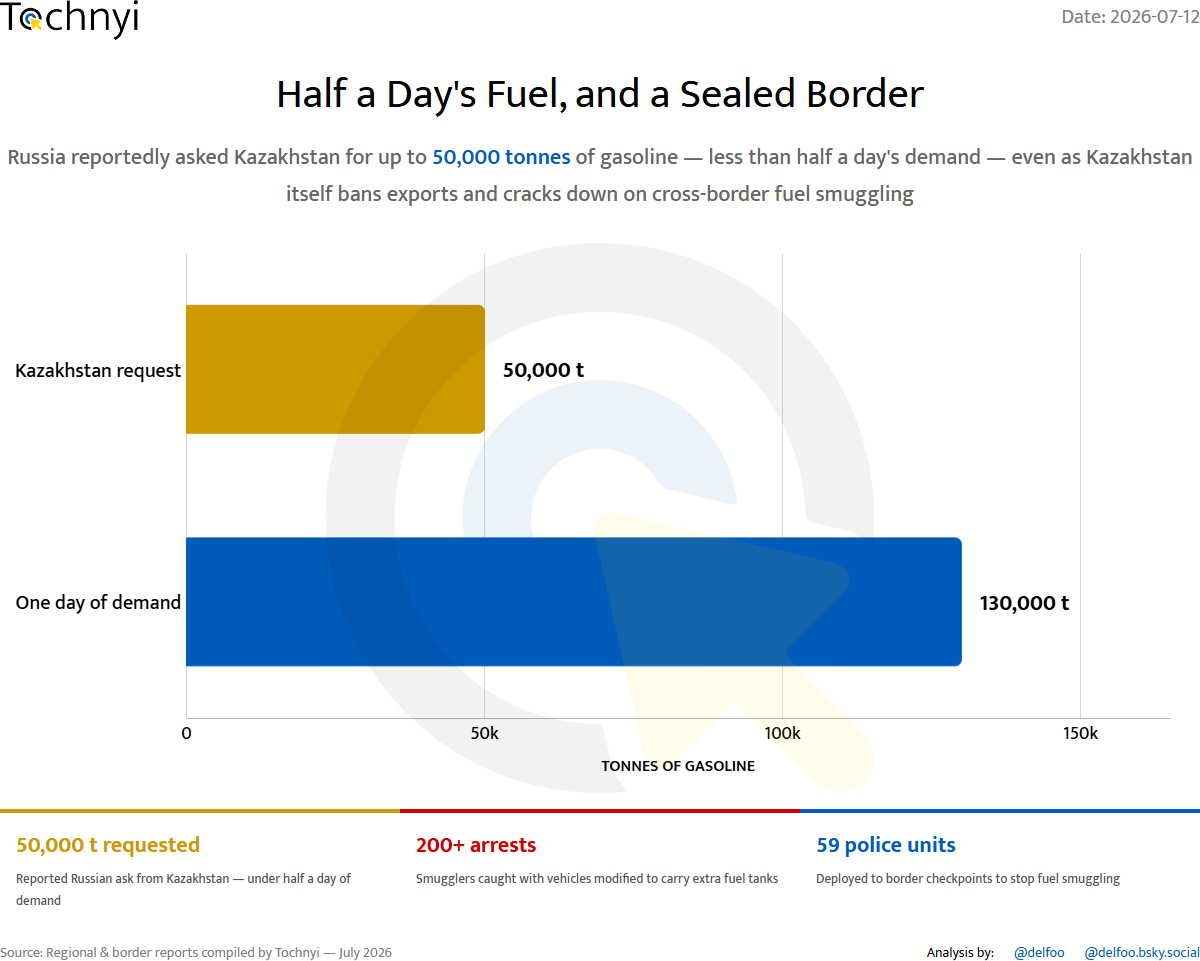 Tochnyi
Date: 2026-07-12
Half a Day's Fuel, and a Sealed Border
Russia reportedly asked Kazakhstan for up to 50,000 tonnes of gasoline — less than half a day's demand — even as Kazakhstan
itself bans exports and cracks down on cross-border fuel smuggling
Kazakhstan request
50,000 t
One day of demand
130,000 t
0
50k
100k
150k
TONNES OF GASOLINE
50,000 t requested
Reported Russian ask from Kazakhstan — under half a day of
demand
200+ arrests
Smugglers caught with vehicles modified to carry extra fuel tanks
59 police units
Deployed to border checkpoints to stop fuel smuggling
Source: Regional & border reports compiled by Tochnyi — July 2026
Analysis by: @delfoo @delfoo.bsky.social